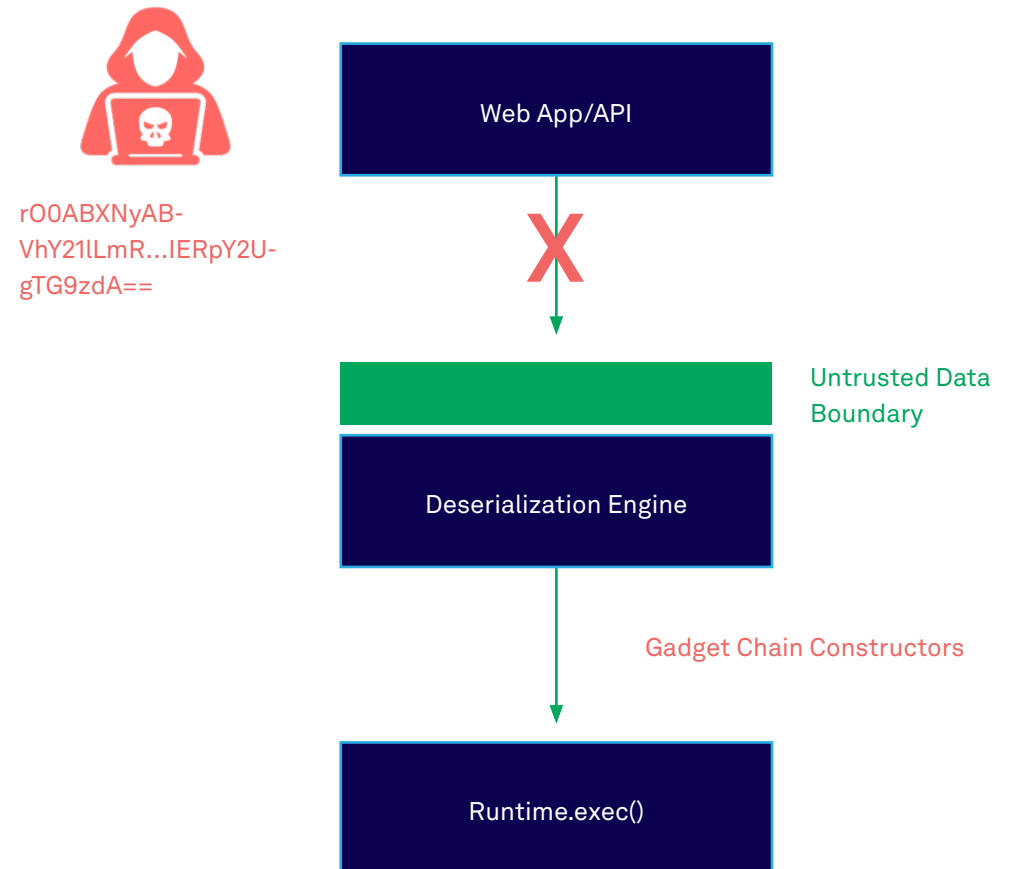 Web App/API
rO0ABXNyAB-
VhY21lLmR...IERpY2U-
gTG9zdA==
X
Untrusted Data
Boundary
Deserialization Engine
Gadget Chain Constructors
Runtime.exec()